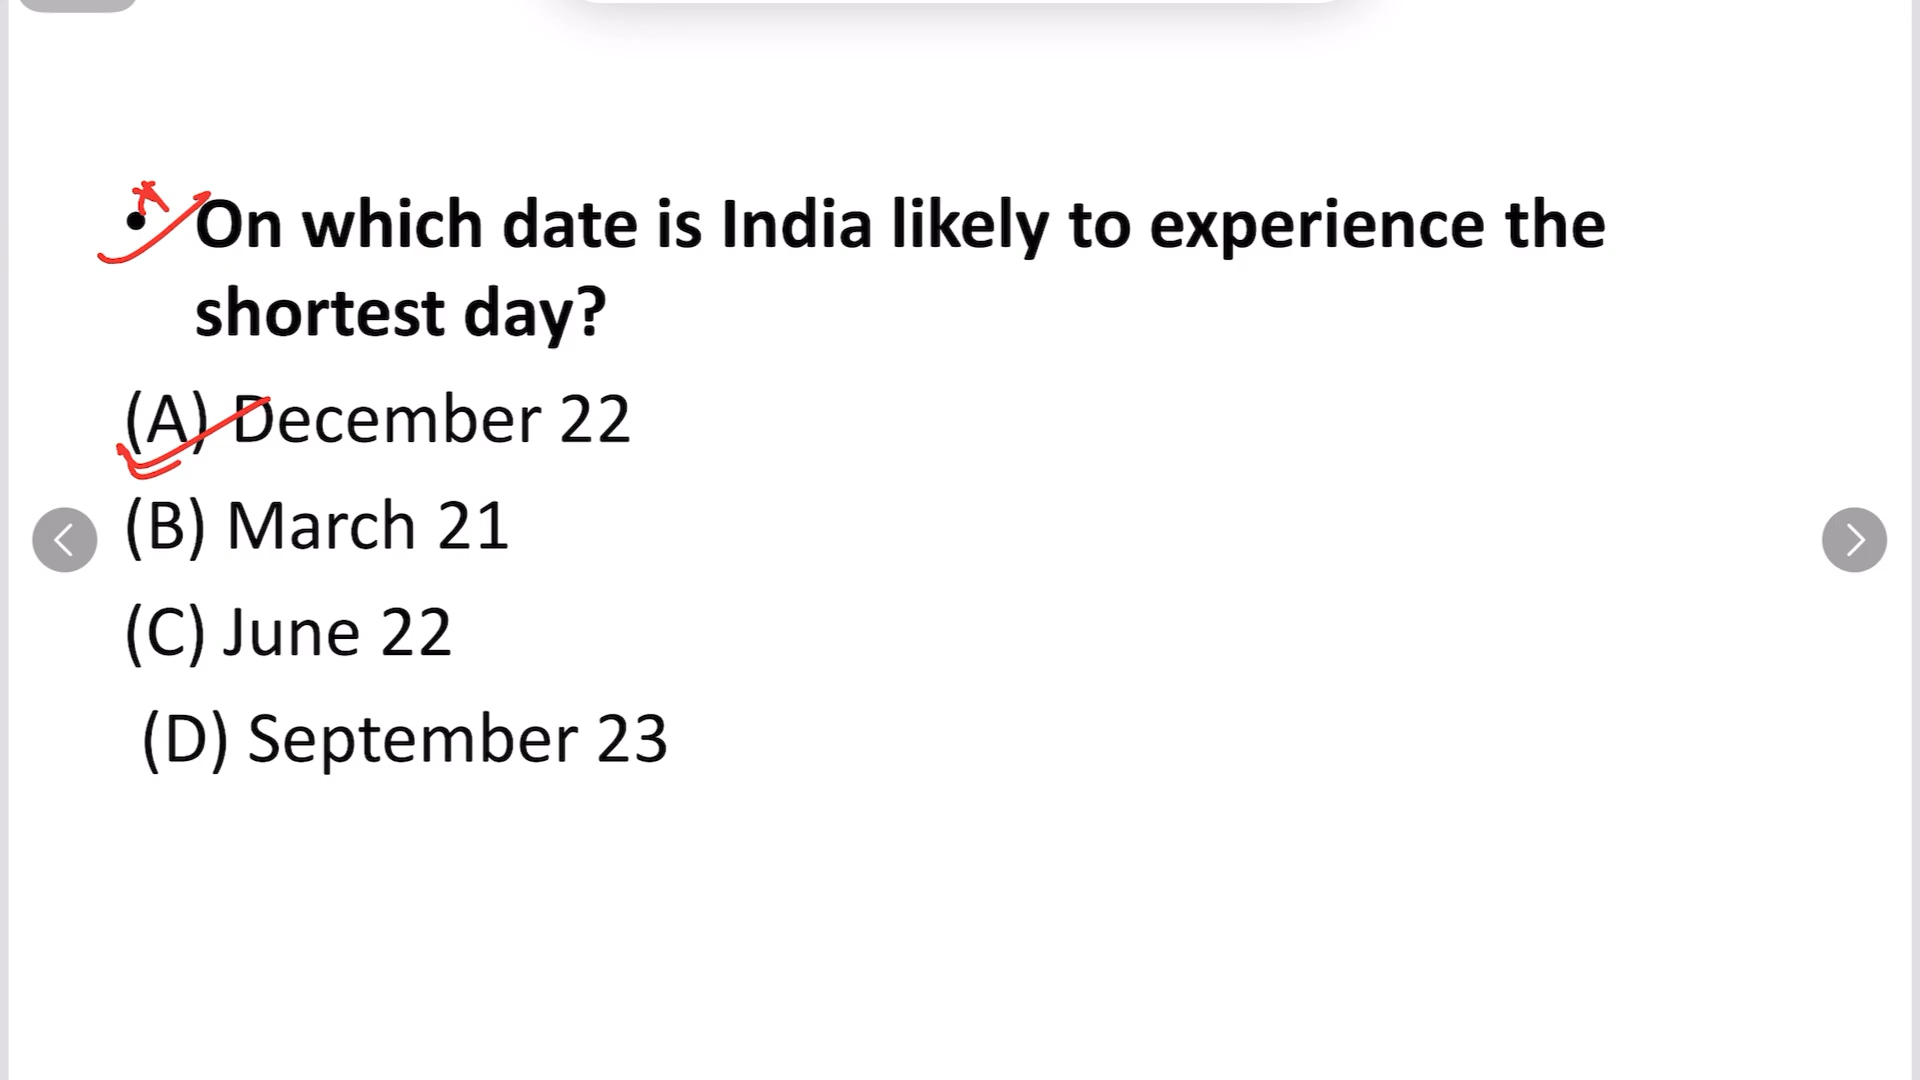 • On which date is India likely to experience the
shortest day?
(A) December 22
(B) March 21
(C) June 22
(D) September 23